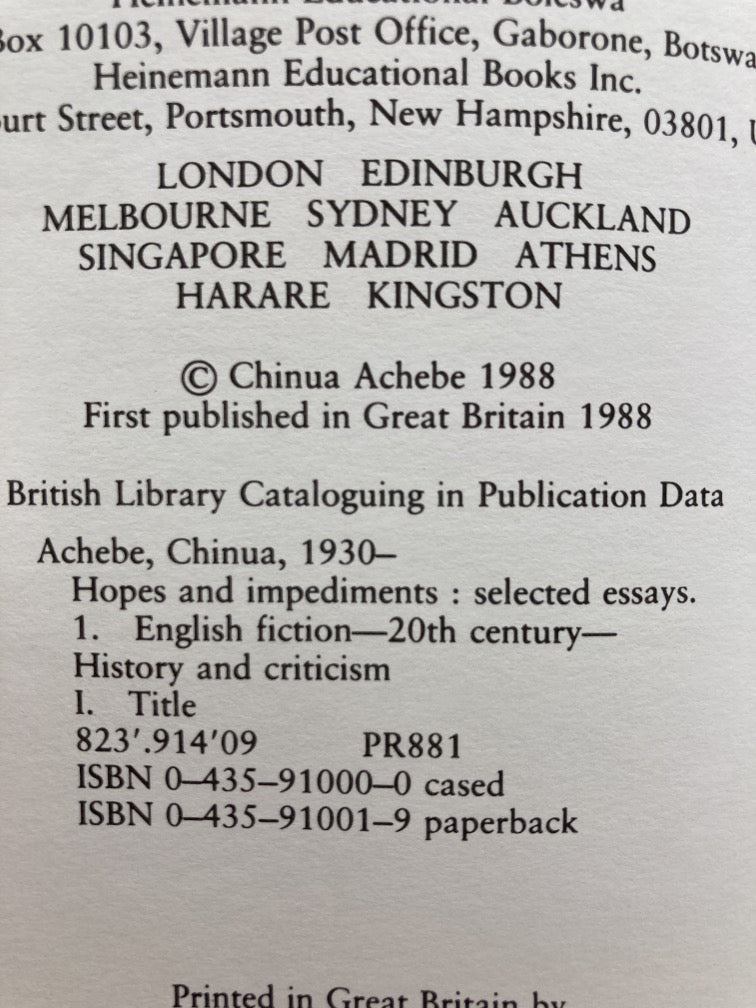 Heinemann Educational Boleswa
Box 10103, Village Post Office, Gaborone, Botswa
Heinemann Educational Books Inc.
urt Street, Portsmouth, New Hampshire, 03801, U
LONDON EDINBURGH
MELBOURNE SYDNEY AUCKLAND
SINGAPORE MADRID ATHENS
HARARE KINGSTON
© Chinua Achebe 1988
First published in Great Britain 1988
British Library Cataloguing in Publication Data
Achebe, Chinua, 1930–
Hopes and impediments : selected essays.
1. English fiction—20th century—
History and criticism
I. Title
823'.914'09 PR881
ISBN 0–435–91000–0 cased
ISBN 0–435–91001–9 paperback
Printed in Great Britain by